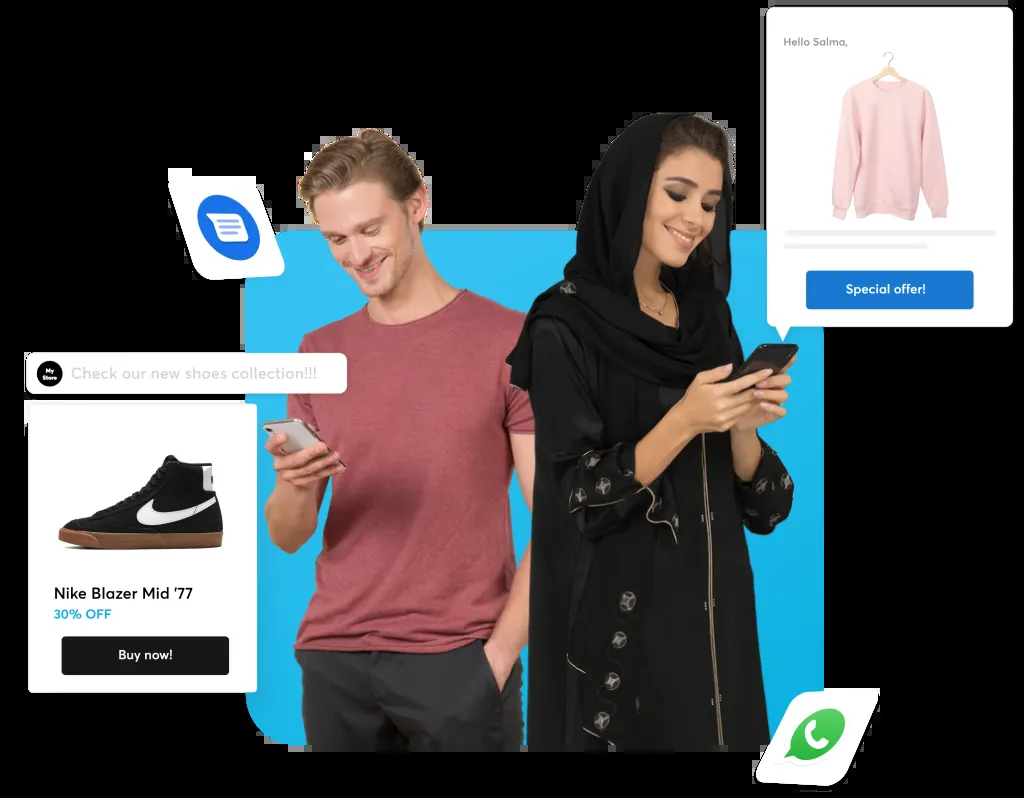 Hello Salma,
Special offer!
My
Store
Check our new shoes collection!!!
Nike Blazer Mid '77
30% OFF
Buy now!